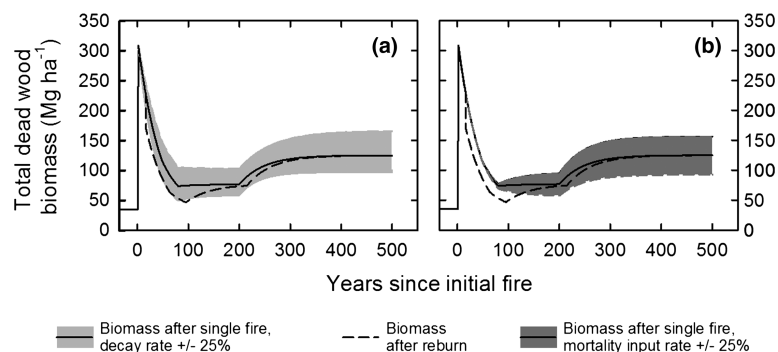 350
300
250
200
150
100
50
0
Total dead wood
biomass (Mg ha⁻¹)
(a)
0 100 200 300 400 500
(b)
0 100 200 300 400 500
350
300
250
200
150
100
50
0
Years since initial fire
Biomass after single fire,
decay rate +/- 25%
Biomass
after reburn
Biomass after single fire,
mortality input rate +/- 25%